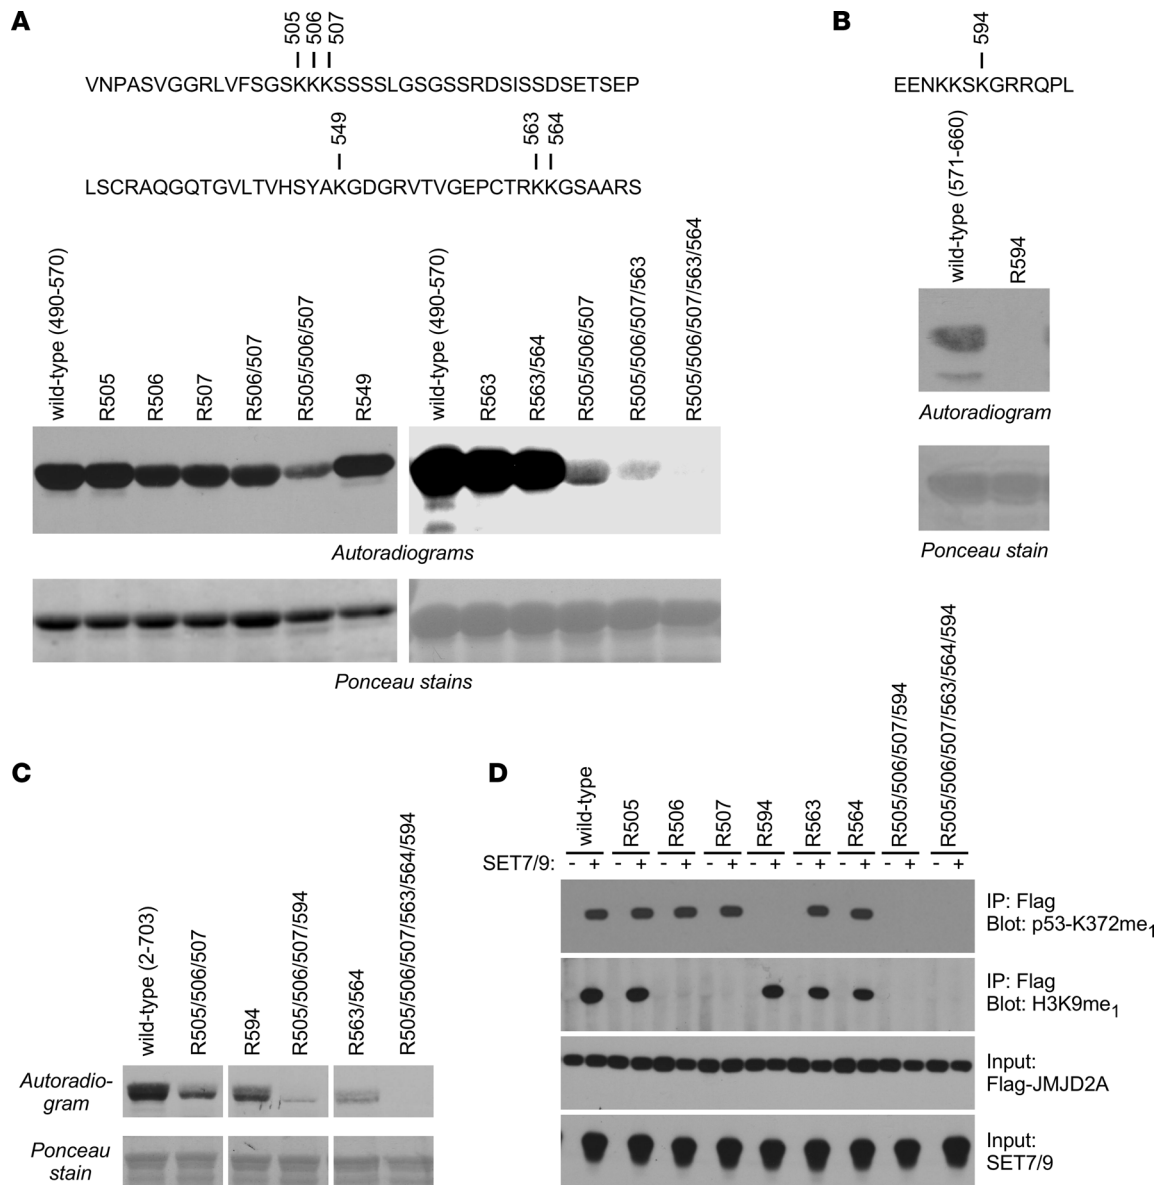 A
505
506
507
VNPASVGGRLVFSGSKKKSSSSLGSGSSRDSISSDSETSEP
549
563
564
LSCRAQGQTGVLTVHSYAKGDGRVTVGEPCTRKKGSAARS
wild-type (490-570)
R505
R506
R507
R506/507
R505/506/507
R549
wild-type (490-570)
R563
R563/564
R505/506/507
R505/506/507/563
R505/506/507/563/564
Autoradiograms
Ponceau stains
B
594
EENKKSKGRRQPL
wild-type (571-660)
R594
Autoradiogram
Ponceau stain
C
wild-type (2-703)
R505/506/507
R594
R505/506/507/594
R563/564
R505/506/507/563/564/594
Autoradio-
gram
Ponceau
stain
D
wild-type
R505
R506
R507
R594
R563
R564
R505/506/507/594
R505/506/507/563/564/594
SET7/9: - + - + - + - + - + - + - + - + - +
IP: Flag
Blot: p53-K372me1
IP: Flag
Blot: H3K9me1
Input:
Flag-JMJD2A
Input:
SET7/9